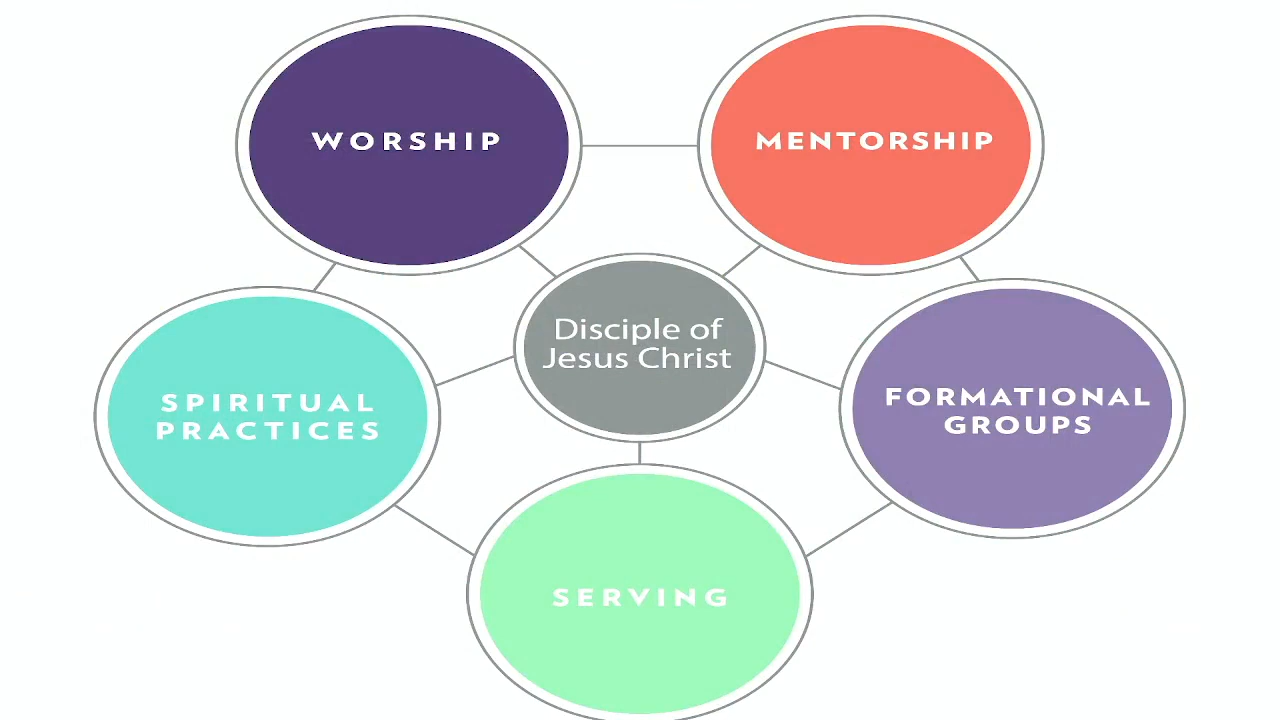 WORSHIP
MENTORSHIP
Disciple of
Jesus Christ
SPIRITUAL
PRACTICES
FORMATIONAL
GROUPS
SERVING